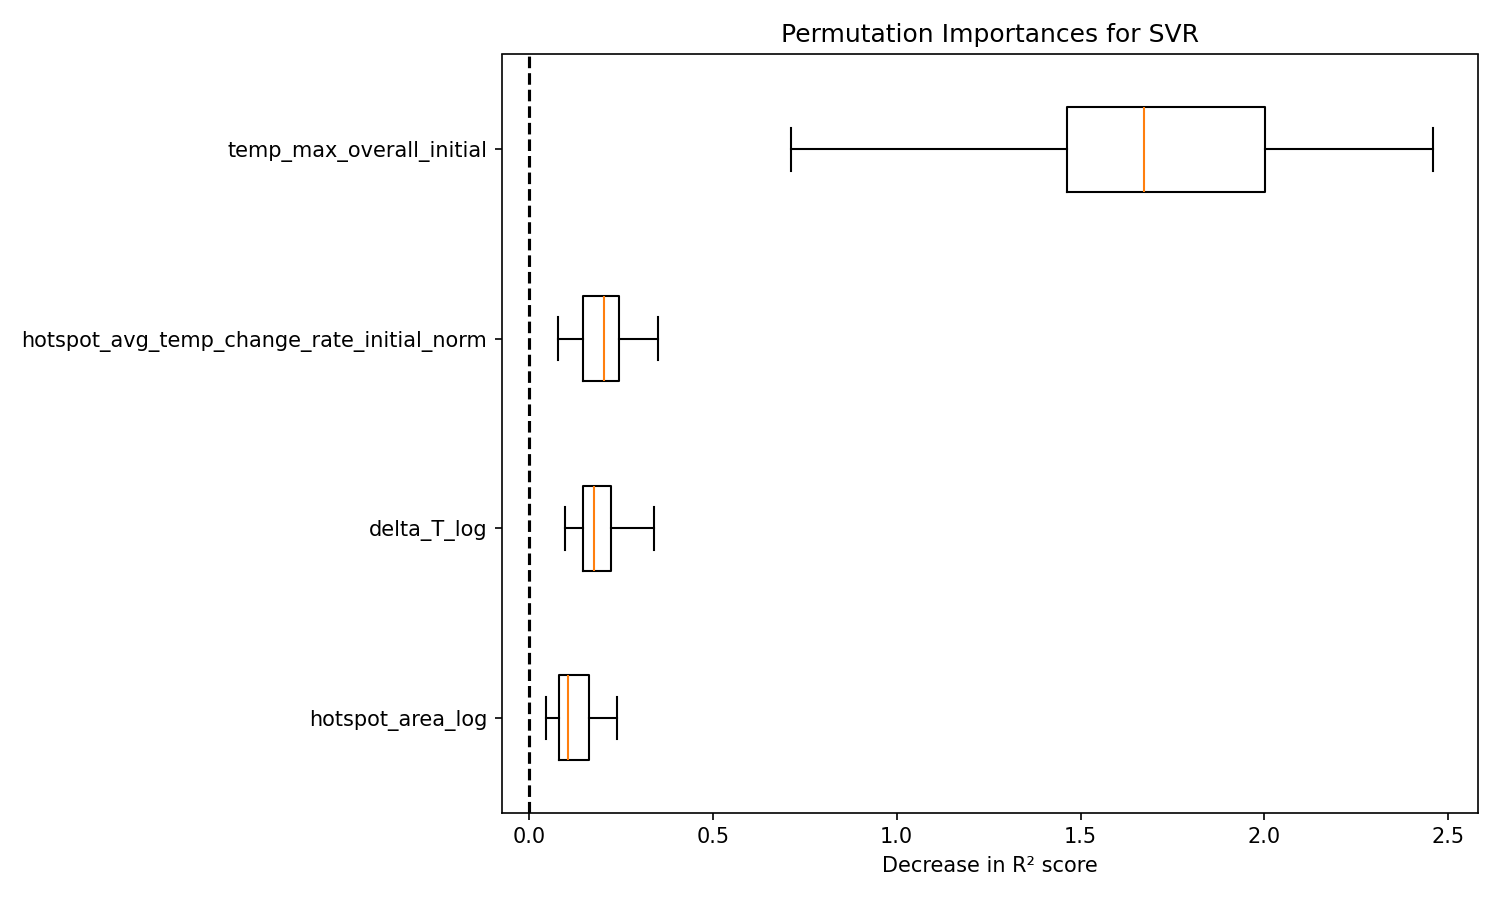 Permutation Importances for SVR
temp_max_overall_initial
hotspot_avg_temp_change_rate_initial_norm
delta_T_log
hotspot_area_log
0.0 0.5 1.0 1.5 2.0 2.5
Decrease in R² score